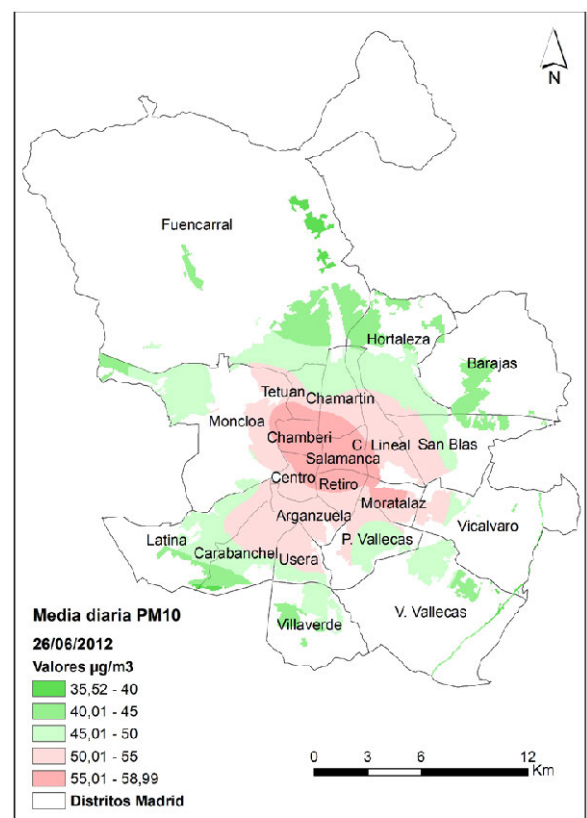 N
Fuencarral
Hortaleza
Barajas
Tetuan
Chamartin
Moncloa
Chamberi
C. Lineal
San Blas
Salamanca
Centro
Retiro
Moratalaz
Arganzuela
Vicalvaro
Latina
P. Vallecas
Carabanchel
Usera
V. Vallecas
Villaverde
Media diaria PM10
26/06/2012
Valores µg/m3
35,52 - 40
40,01 - 45
45,01 - 50
50,01 - 55
55,01 - 58,99
Distritos Madrid
0 3 6 12
Km